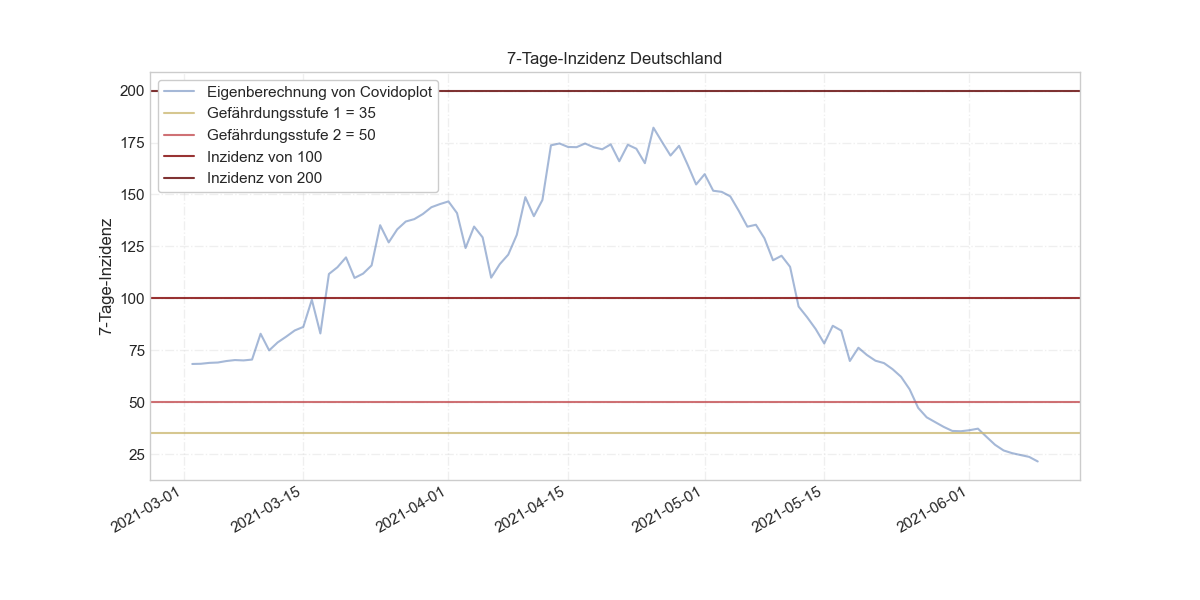 7-Tage-Inzidenz Deutschland
Eigenberechnung von Covidoplot
Gefährdungsstufe 1 = 35
Gefährdungsstufe 2 = 50
Inzidenz von 100
Inzidenz von 200
7-Tage-Inzidenz
200
175
150
125
100
75
50
25
2021-03-01
2021-03-15
2021-04-01
2021-04-15
2021-05-01
2021-05-15
2021-06-01